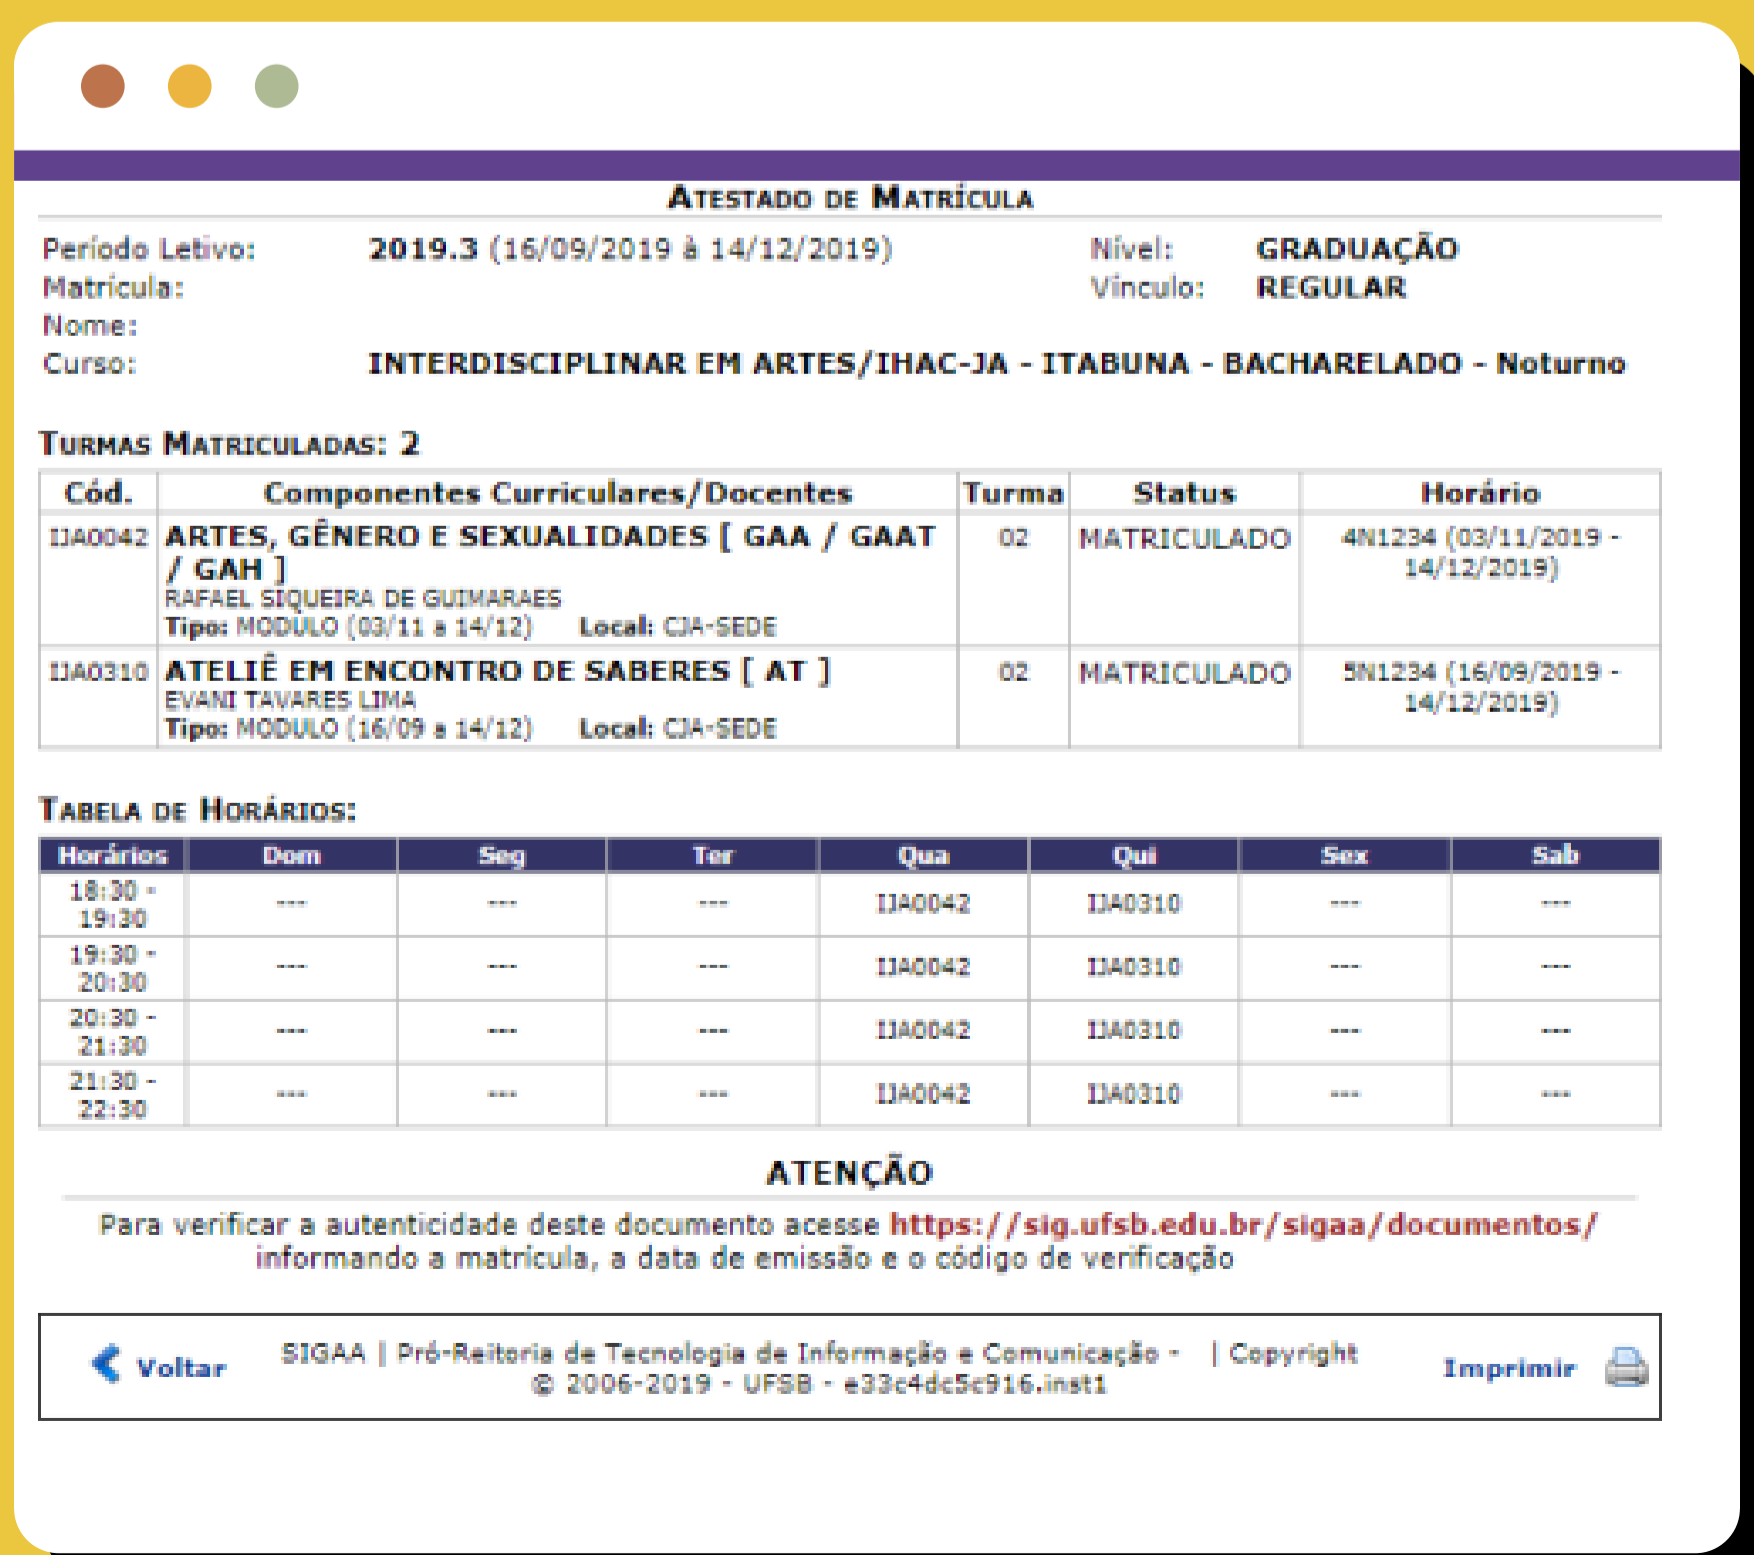 ATESTADO DE MATRÍCULA
Período Letivo: 2019.3 (16/09/2019 à 14/12/2019) Nível: GRADUAÇÃO
Matrícula: Vínculo: REGULAR
Nome:
Curso: INTERDISCIPLINAR EM ARTES/IHAC-JA - ITABUNA - BACHARELADO - Noturno
TURMAS MATRICULADAS: 2
Cód. Componentes Curriculares/Docentes Turma Status Horário
IJA0042 ARTES, GÊNERO E SEXUALIDADES [ GAA / GAAT 02 MATRICULADO 4N1234 (03/11/2019 -
/ GAH ] 14/12/2019)
RAFAEL SIQUEIRA DE GUIMARAES
Tipo: MODULO (03/11 a 14/12) Local: CJA-SEDE
IJA0310 ATELIÊ EM ENCONTRO DE SABERES [ AT ] 02 MATRICULADO 5N1234 (16/09/2019 -
EVANI TAVARES LIMA 14/12/2019)
Tipo: MODULO (16/09 a 14/12) Local: CJA-SEDE
TABELA DE HORÁRIOS:
Horários Dom Seg Ter Qua Qui Sex Sab
18:30 -
19:30 --- --- --- IJA0042 IJA0310 --- ---
19:30 -
20:30 --- --- --- IJA0042 IJA0310 --- ---
20:30 -
21:30 --- --- --- IJA0042 IJA0310 --- ---
21:30 -
22:30 --- --- --- IJA0042 IJA0310 --- ---
ATENÇÃO
Para verificar a autenticidade deste documento acesse https://sig.ufsb.edu.br/sigaa/documentos/
informando a matrícula, a data de emissão e o código de verificação
Voltar SIGAA | Pró-Reitoria de Tecnologia de Informação e Comunicação - | Copyright Imprimir
© 2006-2019 - UFSB - e33c4dc5c916.inst1